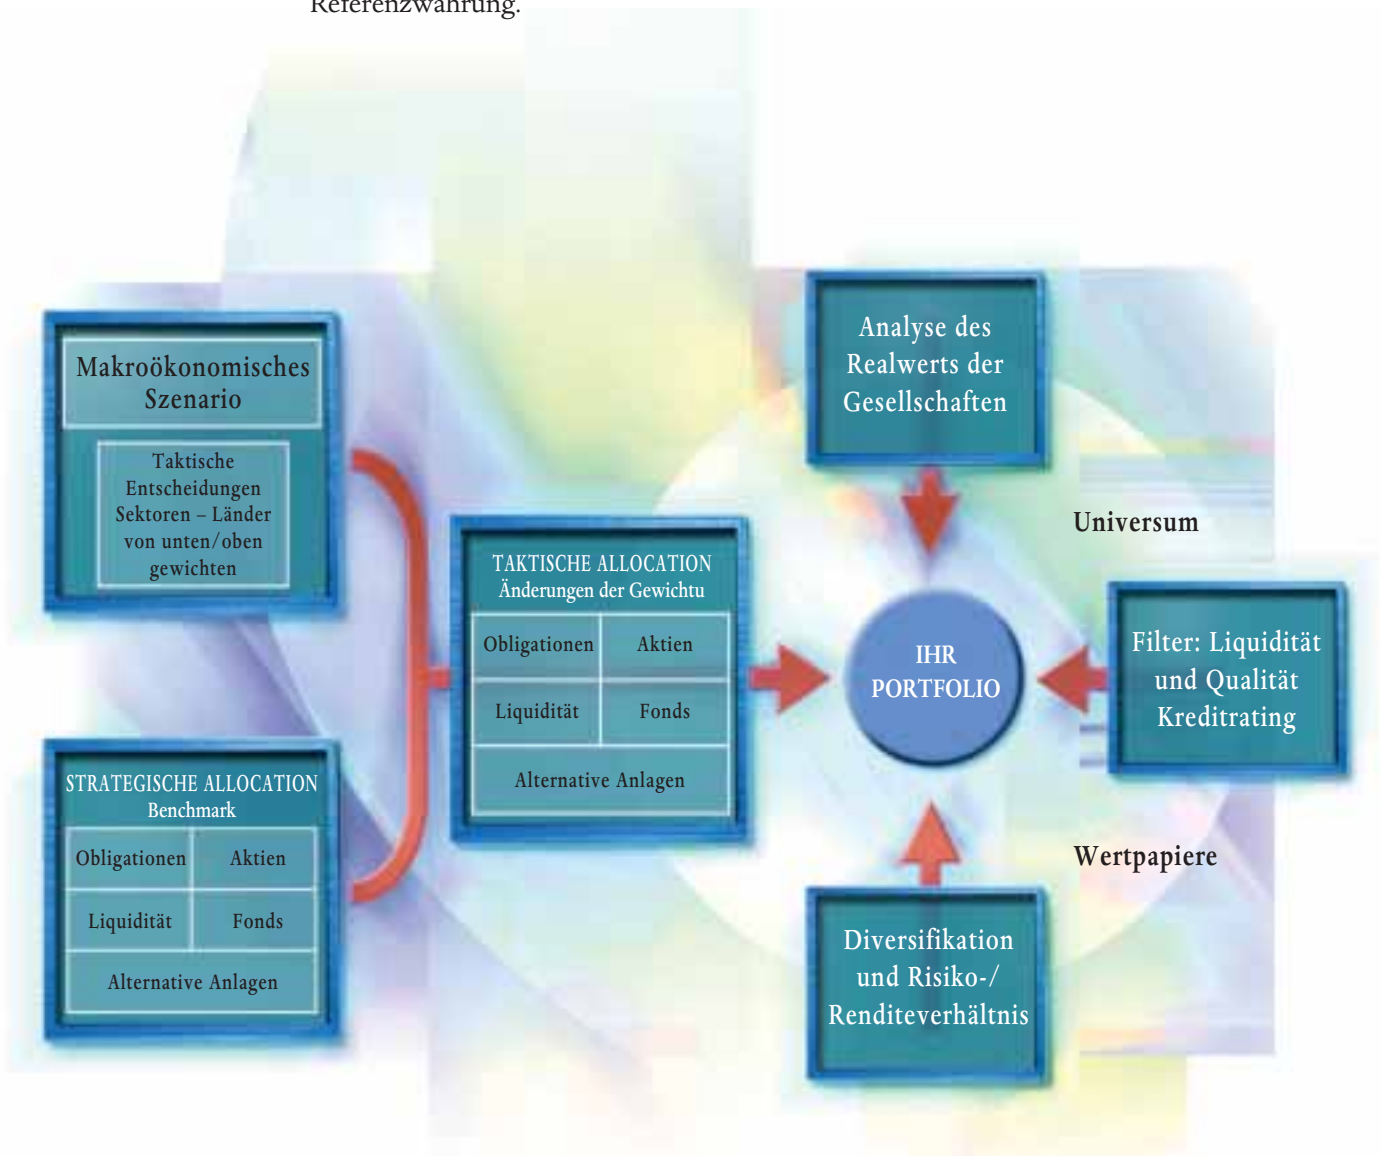 Referenzwährung.
Makroökonomisches
Szenario
Taktische
Entscheidungen
Sektoren – Länder
von unten/oben
gewichten
STRATEGISCHE ALLOCATION
Benchmark
Obligationen
Aktien
Liquidität
Fonds
Alternative Anlagen
TAKTISCHE ALLOCATION
Änderungen der Gewichtu
Obligationen
Aktien
Liquidität
Fonds
Alternative Anlagen
Analyse des
Realwerts der
Gesellschaften
Universum
IHR
PORTFOLIO
Filter: Liquidität
und Qualität
Kreditrating
Wertpapiere
Diversifikation
und Risiko-/
Renditeverhältnis